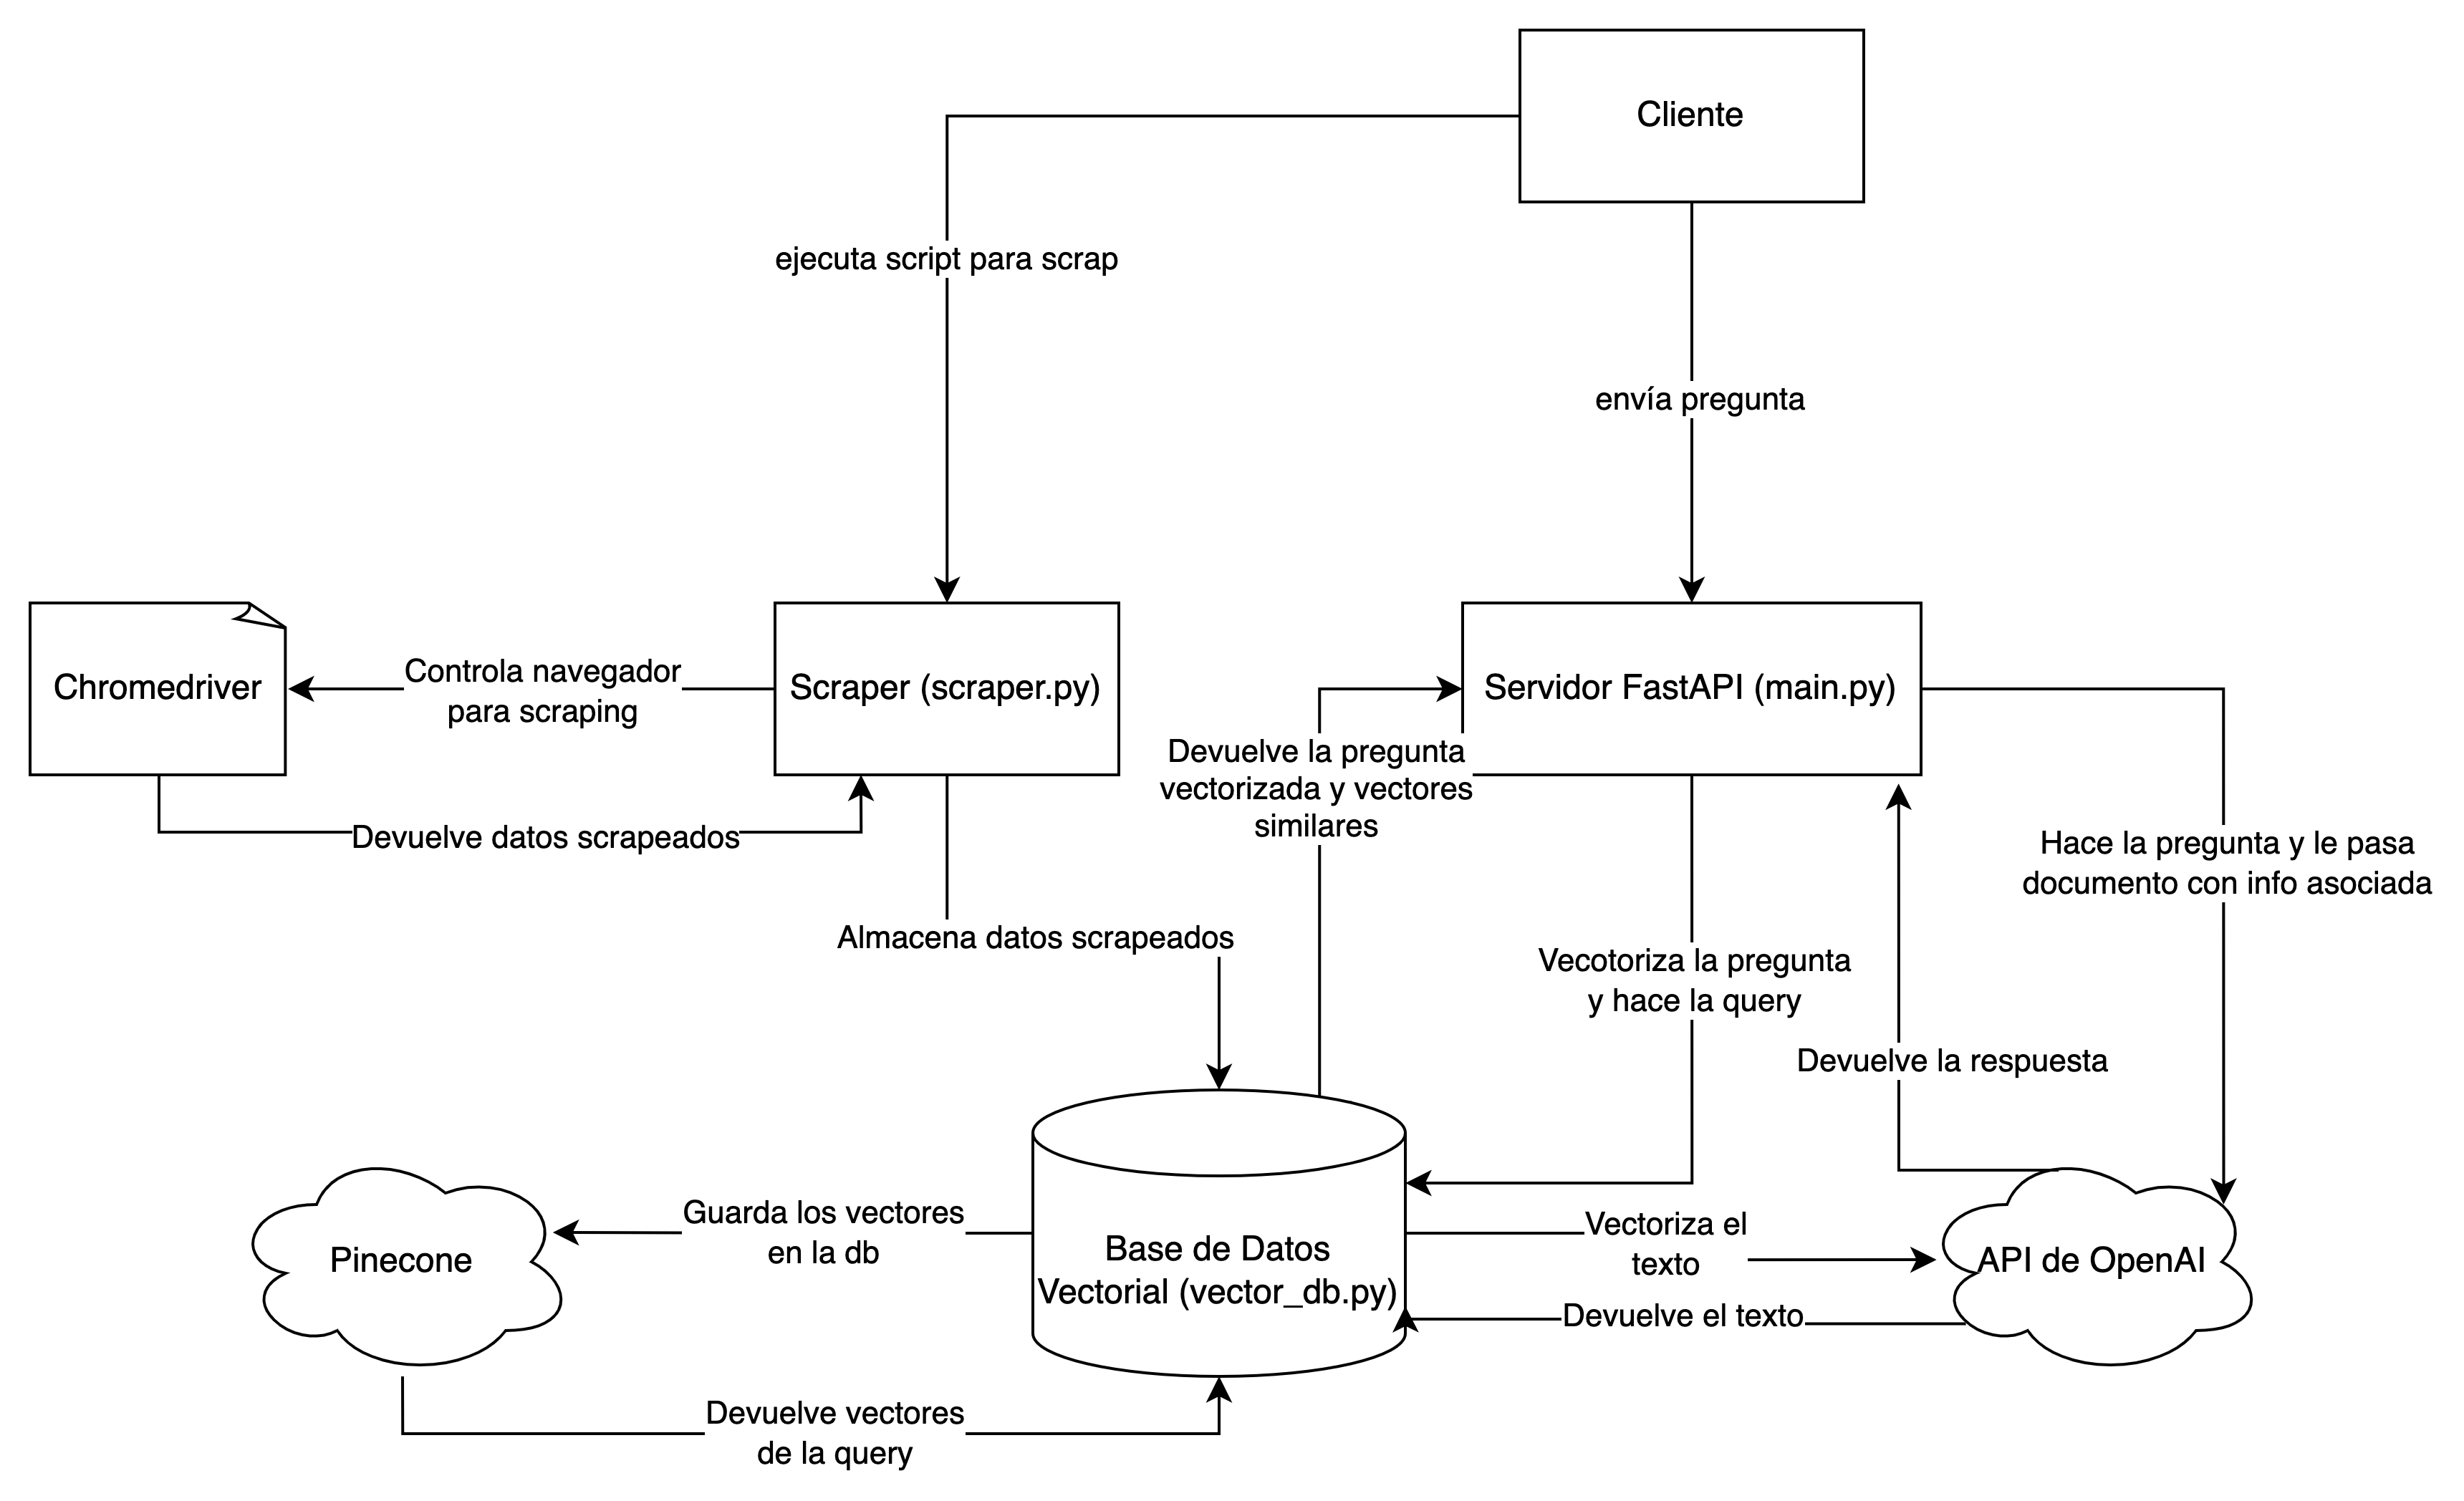 Cliente
ejecuta script para scrap
envía pregunta
Chromedriver
Controla navegador
para scraping
Scraper (scraper.py)
Servidor FastAPI (main.py)
Devuelve la pregunta
vectorizada y vectores
similares
Devuelve datos scrapeados
Hace la pregunta y le pasa
documento con info asociada
Almacena datos scrapeados
Vecotoriza la pregunta
y hace la query
Devuelve la respuesta
Pinecone
Guarda los vectores
en la db
Base de Datos
Vectorial (vector_db.py)
Vectoriza el
texto
API de OpenAI
Devuelve el texto
Devuelve vectores
de la query